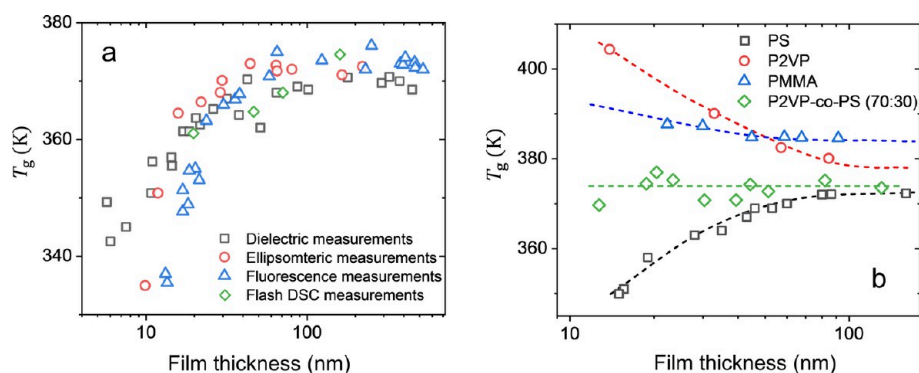 380
360
340
Tg (K)
a
Dielectric measurements
Ellipsomteric measurements
Fluorescence measurements
Flash DSC measurements
10
100
Film thickness (nm)
400
380
360
Tg (K)
PS
P2VP
PMMA
P2VP-co-PS (70:30)
b
10
100
Film thickness (nm)